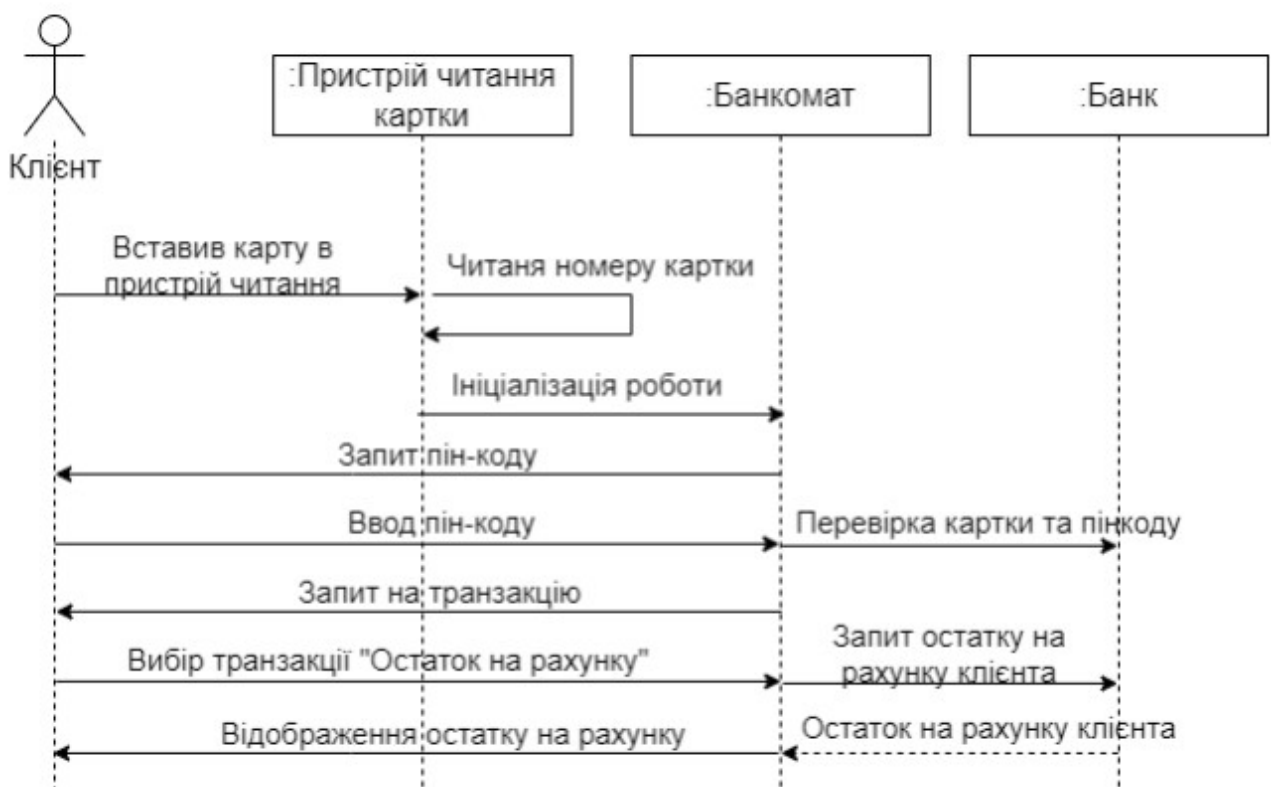 :Пристрій читання
картки
:Банкомат
:Банк
Клієнт
Вставив карту в
пристрій читання
Читаня номеру картки
Ініціалізація роботи
Запит пін-коду
Ввод пін-коду
Перевірка картки та пінкоду
Запит на транзакцію
Вибір транзакції "Остаток на рахунку"
Запит остатку на
рахунку клієнта
Відображення остатку на рахунку
Остаток на рахунку клієнта